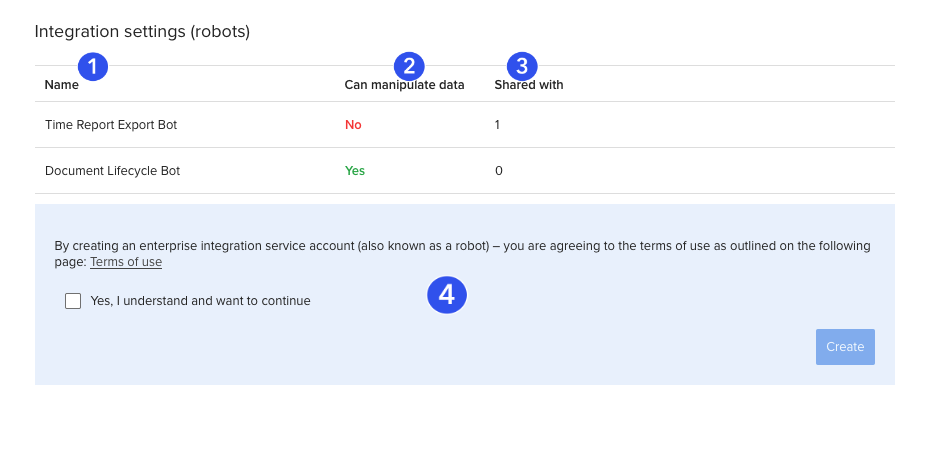 Integration settings (robots)
1 2 3
Name Can manipulate data Shared with
Time Report Export Bot No 1
Document Lifecycle Bot Yes 0
By creating an enterprise integration service account (also known as a robot) – you are agreeing to the terms of use as outlined on the following
page: Terms of use
4
Yes, I understand and want to continue
Create